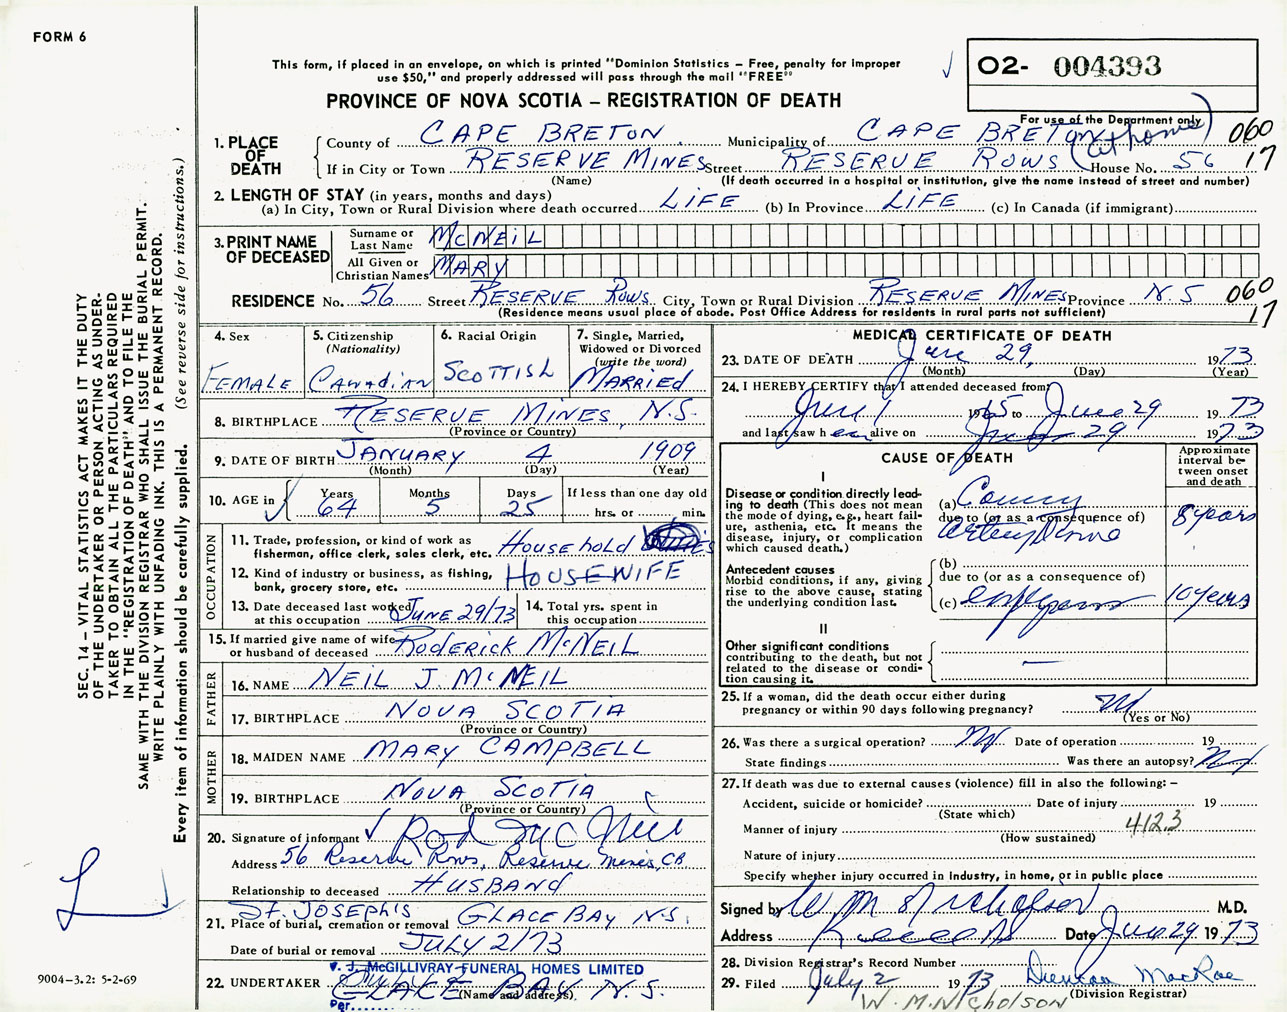 FORM 6
This form, if placed in an envelope, on which is printed "Dominion Statistics – Free, penalty for improper
use $50," and properly addressed will pass through the mail "FREE"
PROVINCE OF NOVA SCOTIA – REGISTRATION OF DEATH
O2- 004393
For use of the Department only
060
17
1. PLACE OF DEATH
County of CAPE BRETON Municipality of CAPE BRETON (at home)
If in City or Town RESERVE MINES Street RESERVE ROWS House No. 56
(Name) (If death occurred in a hospital or institution, give the name instead of street and number)
2. LENGTH OF STAY (in years, months and days)
(a) In City, Town or Rural Division where death occurred LIFE (b) In Province LIFE (c) In Canada (if immigrant)
3. PRINT NAME OF DECEASED
Surname or Last Name McNEIL
All Given or Christian Names MARY
RESIDENCE No. 56 Street RESERVE ROWS City, Town or Rural Division RESERVE MINES Province N.S
060
17
(Residence means usual place of abode. Post Office Address for residents in rural parts not sufficient)
4. Sex
FEMALE
5. Citizenship
(Nationality)
CANADIAN
6. Racial Origin
SCOTTISH
7. Single, Married,
Widowed or Divorced
(write the word)
MARRIED
8. BIRTHPLACE RESERVE MINES, N.S.
(Province or Country)
9. DATE OF BIRTH JANUARY 4 1909
(Month) (Day) (Year)
10. AGE in Years Months Days If less than one day old
64 5 25 hrs. or min.
OCCUPATION
11. Trade, profession, or kind of work as
fisherman, office clerk, sales clerk, etc. HOUSEHOLD
12. Kind of industry or business, as fishing,
bank, grocery store, etc. HOUSEWIFE
13. Date deceased last worked
at this occupation JUNE 29/73
14. Total yrs. spent in
this occupation
15. If married give name of wife
or husband of deceased RODERICK McNEIL
FATHER
16. NAME NEIL J. McNEIL
17. BIRTHPLACE NOVA SCOTIA
(Province or Country)
MOTHER
18. MAIDEN NAME MARY CAMPBELL
19. BIRTHPLACE NOVA SCOTIA
(Province or Country)
20. Signature of informant Rod McNeil
Address 56 Reserve Rows, Reserve Mines, CB
Relationship to deceased HUSBAND
21. Place of burial, cremation or removal ST. JOSEPH'S GLACE BAY N.S.
Date of burial or removal JULY 2/73
V. J. McGILLIVRAY FUNERAL HOMES LIMITED
22. UNDERTAKER GLACE BAY N.S.
(Name and address)
Per
MEDICAL CERTIFICATE OF DEATH
23. DATE OF DEATH June 29, 1973
(Month) (Day) (Year)
24. I HEREBY CERTIFY that I attended deceased from
1965 to June 29 1973
and last saw her alive on 29 1973
CAUSE OF DEATH
Approximate
interval be-
tween onset
and death
I
Disease or condition directly lead-
ing to death (This does not mean
the mode of dying, e.g., heart fail-
ure, asthenia, etc. It means the
disease, injury, or complication
which caused death.)
(a)
due to (or as a consequence of)
8 years
Antecedent causes
Morbid conditions, if any, giving
rise to the above cause, stating
the underlying condition last.
(b)
due to (or as a consequence of)
(c)
10 years
II
Other significant conditions
contributing to the death, but not
related to the disease or condi-
tion causing it.
25. If a woman, did the death occur either during
pregnancy or within 90 days following pregnancy?
(Yes or No)
26. Was there a surgical operation? Date of operation 19
State findings Was there an autopsy?
27. If death was due to external causes (violence) fill in also the following: –
Accident, suicide or homicide? Date of injury 19
(State which)
Manner of injury 4123
(How sustained)
Nature of injury
Specify whether injury occurred in industry, in home, or in public place
Signed by W M Nicholson M.D.
Address Date June 29 1973
28. Division Registrar's Record Number
29. Filed July 2 1973 Duncan MacRae
(Division Registrar)
W. M. NICHOLSON
SEC. 14 – VITAL STATISTICS ACT MAKES IT THE DUTY
OF THE UNDERTAKER OR PERSON ACTING AS UNDER-
TAKER TO OBTAIN ALL THE PARTICULARS REQUIRED
IN THE "REGISTRATION OF DEATH" AND TO FILE THE
SAME WITH THE DIVISION REGISTRAR WHO SHALL ISSUE THE BURIAL PERMIT.
WRITE PLAINLY WITH UNFADING INK. THIS IS A PERMANENT RECORD.
Every item of information should be carefully supplied. (See reverse side for instructions.)
9004-3.2: 5-2-69